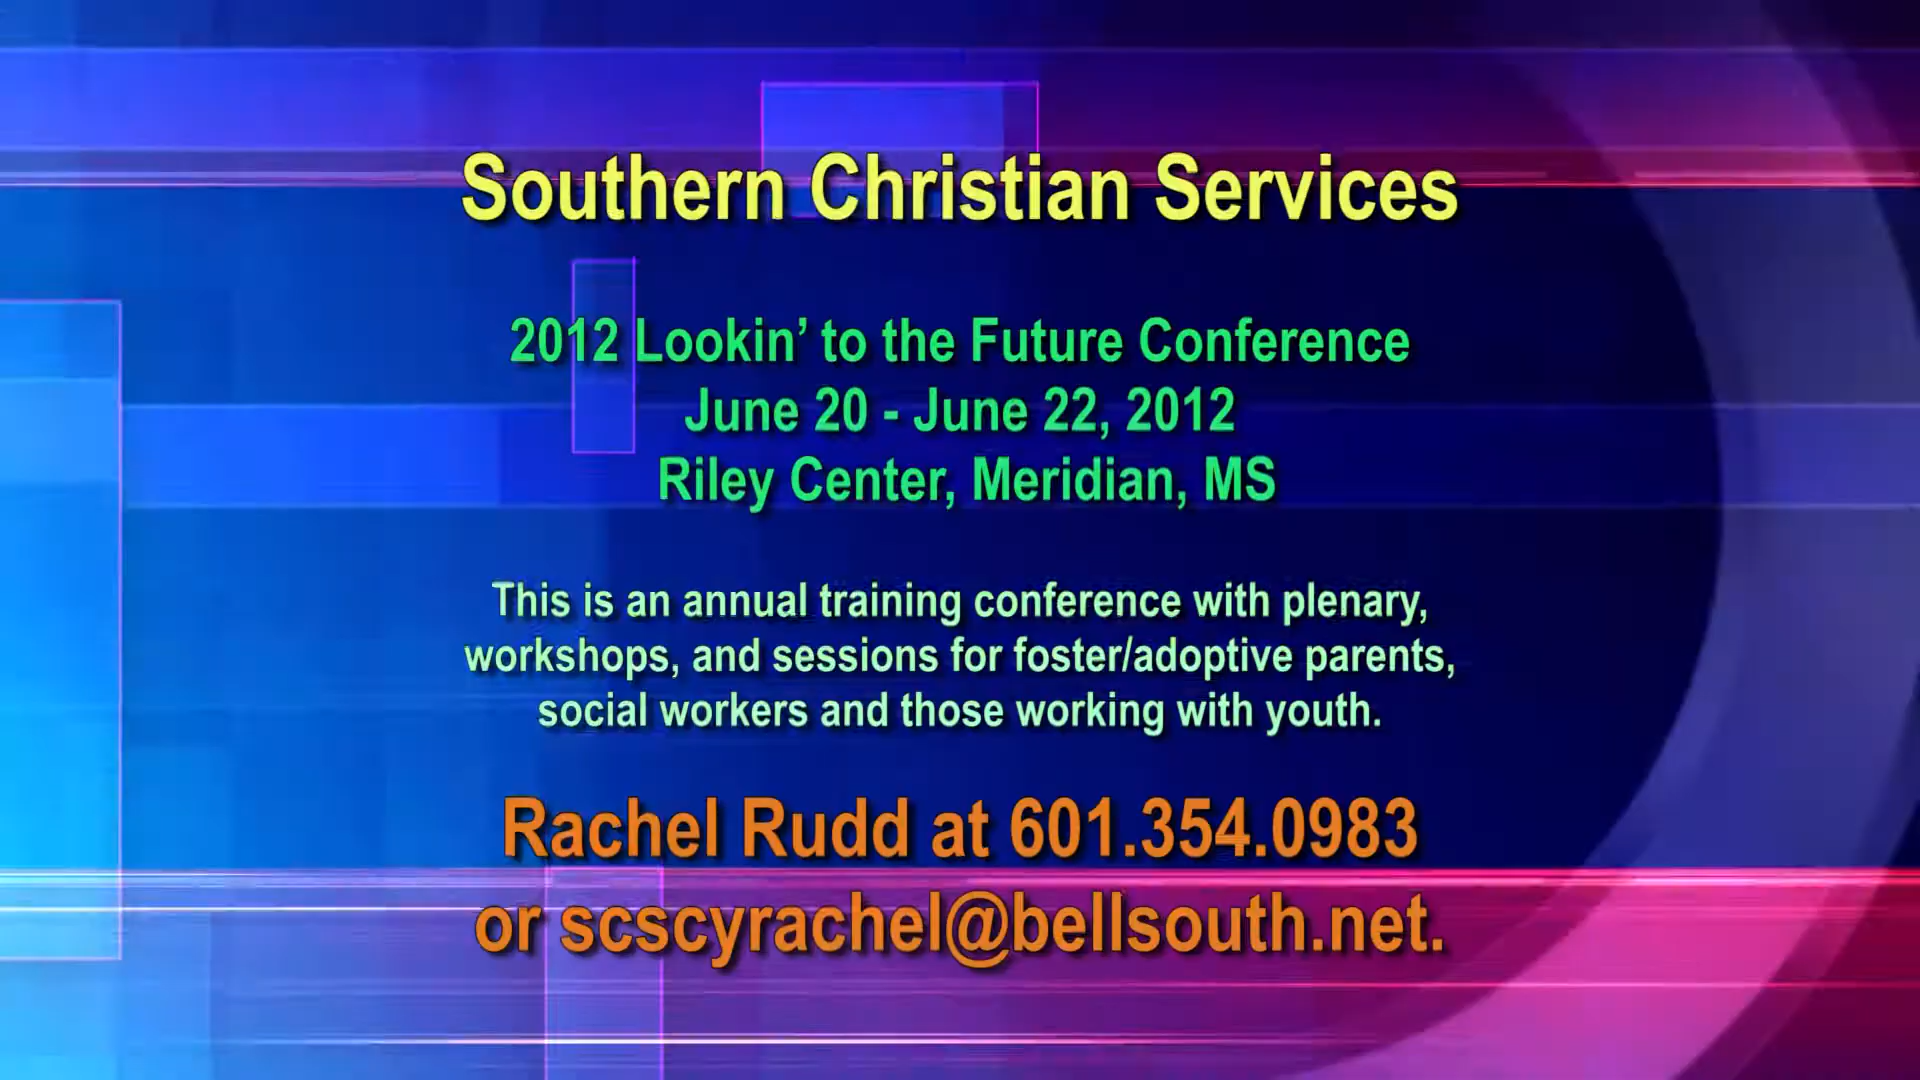 Southern Christian Services
2012 Lookin’ to the Future Conference
June 20 - June 22, 2012
Riley Center, Meridian, MS
This is an annual training conference with plenary,
workshops, and sessions for foster/adoptive parents,
social workers and those working with youth.
Rachel Rudd at 601.354.0983
or scscyrachel@bellsouth.net.